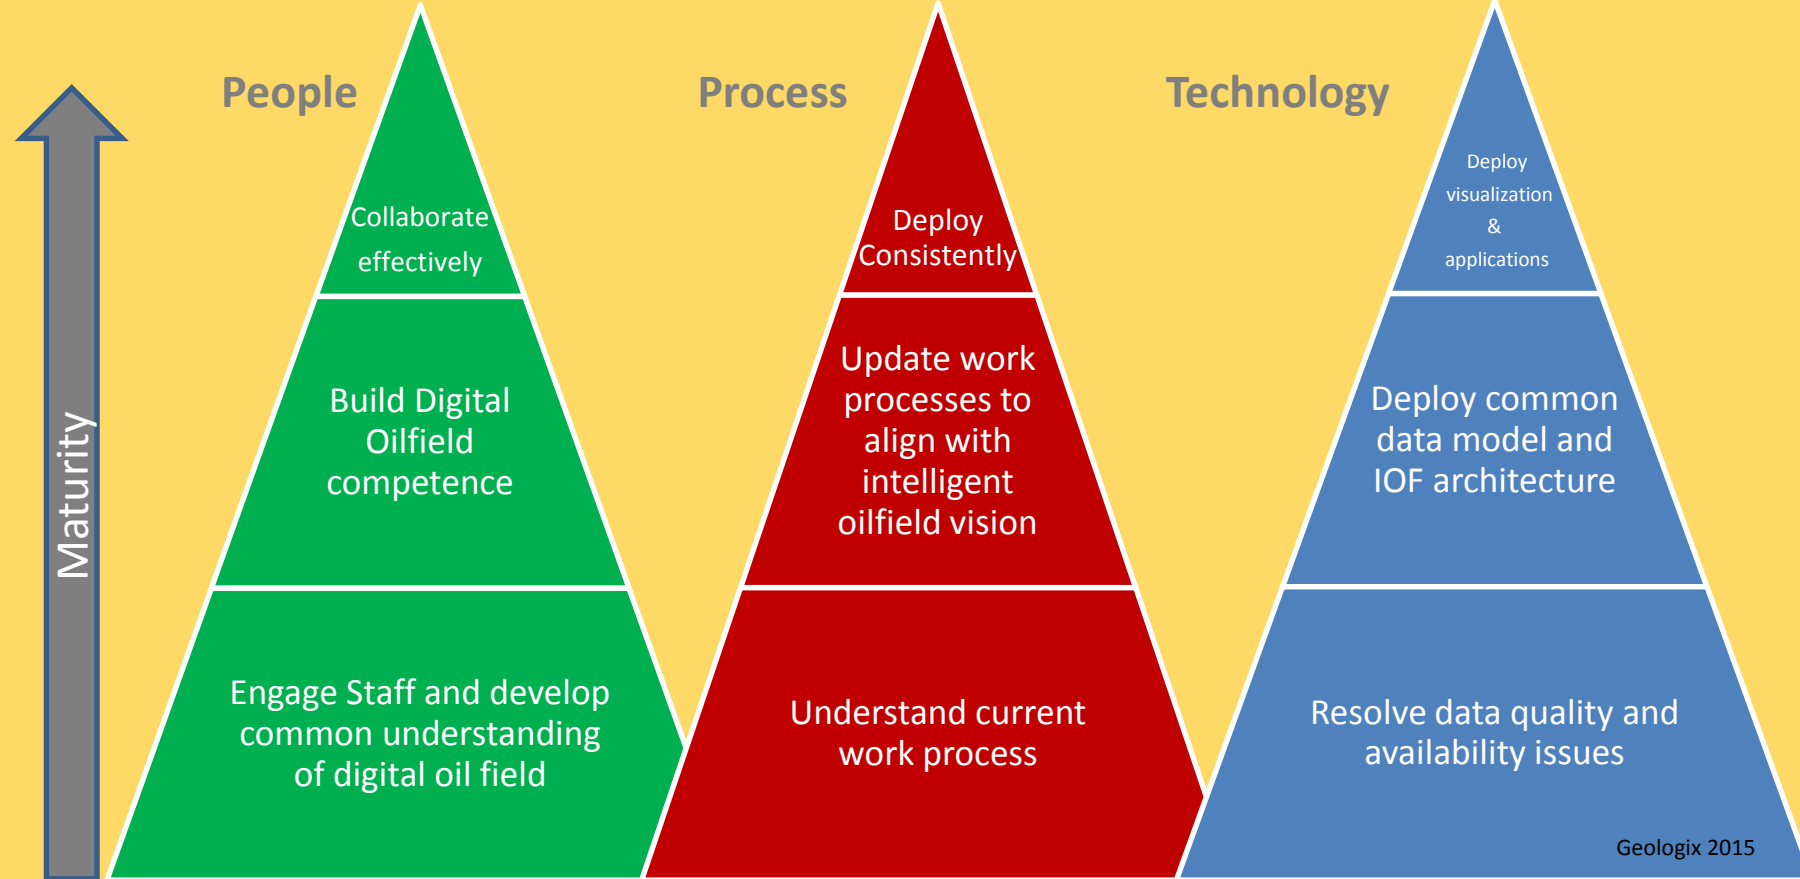 People
Process
Technology
Maturity
Collaborate
effectively
Build Digital
Oilfield
competence
Engage Staff and develop
common understanding
of digital oil field
Deploy
Consistently
Update work
processes to
align with
intelligent
oilfield vision
Understand current
work process
Deploy
visualization
&
applications
Deploy common
data model and
IOF architecture
Resolve data quality and
availability issues
Geologix 2015